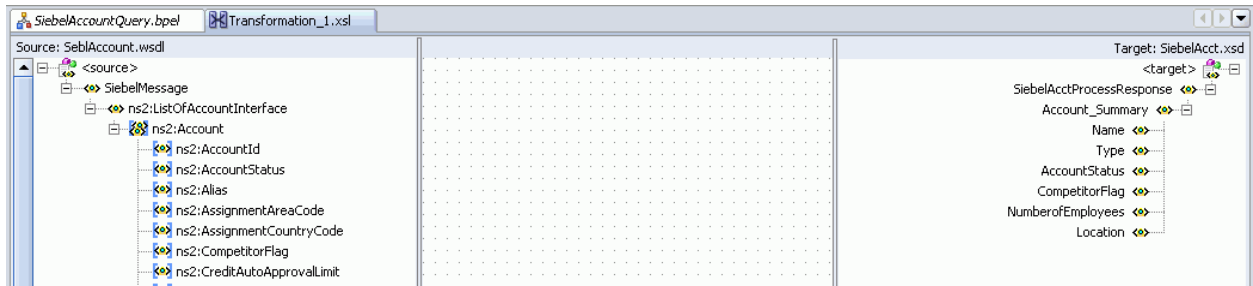 SiebelAccountQuery.bpel Transformation_1.xsl
Source: SeblAccount.wsdl Target: SiebelAcct.xsd
<source> <target>
SiebelMessage SiebelAcctProcessResponse
ns2:ListOfAccountInterface Account_Summary
ns2:Account Name
ns2:AccountId Type
ns2:AccountStatus AccountStatus
ns2:Alias CompetitorFlag
ns2:AssignmentAreaCode NumberofEmployees
ns2:AssignmentCountryCode Location
ns2:CompetitorFlag
ns2:CreditAutoApprovalLimit